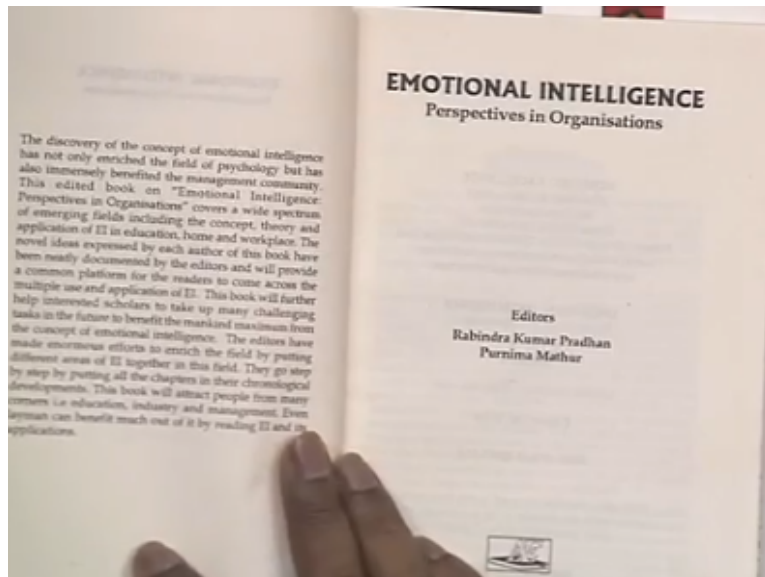 The discovery of the concept of emotional intelligence
has not only enriched the field of psychology but has
also immensely benefited the management community.
This edited book on "Emotional Intelligence:
Perspectives in Organisations" covers a wide spectrum
of emerging fields including the concept, theory and
application of EI in education, home and workplace. The
novel ideas expressed by each author of this book have
been neatly documented by the editors and will provide
a common platform for the readers to come across the
multiple use and application of EI. This book will further
help interested scholars to take up many challenging
tasks in the future to benefit the mankind maximum from
the concept of emotional intelligence. The editors have
made enormous efforts to enrich the field by putting
different areas of EI together in this field. They go step
by step by putting all the chapters in their chronological
developments. This book will attract people from many
corners i.e education, industry and management. Even
layman can benefit much out of it by reading EI and its
applications.
EMOTIONAL INTELLIGENCE
Perspectives in Organisations
Editors
Rabindra Kumar Pradhan
Purnima Mathur